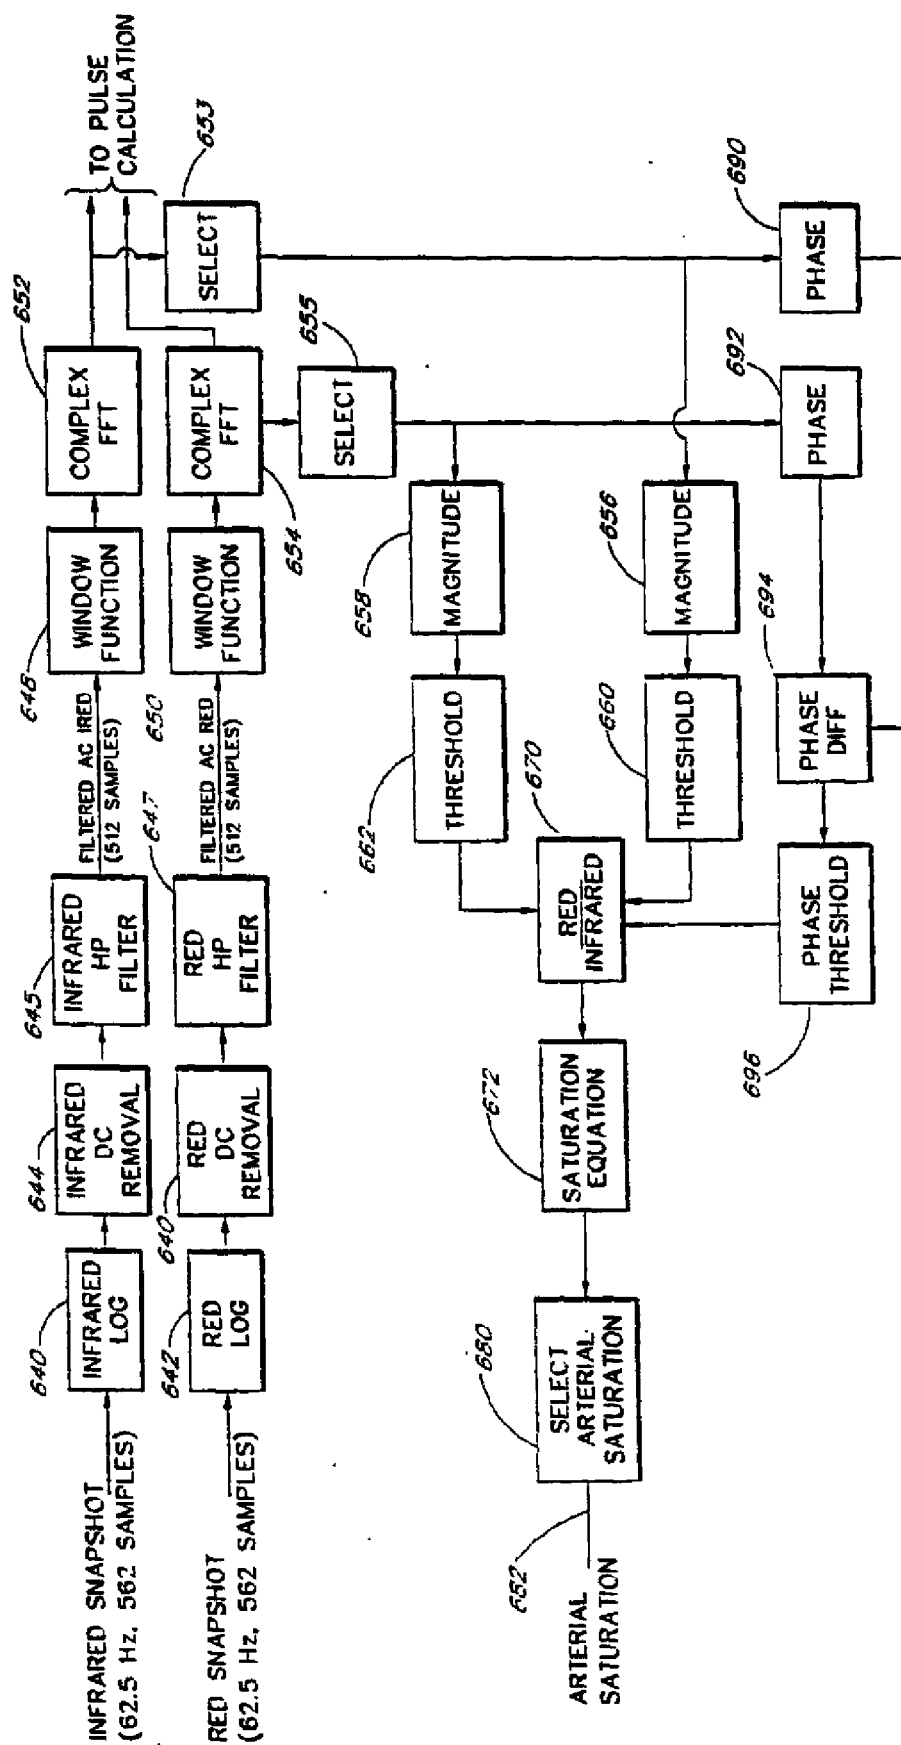 INFRARED SNAPSHOT
(62.5 Hz, 562 SAMPLES)
640
INFRARED
LOG
644
INFRARED
DC
REMOVAL
645
INFRARED
HP
FILTER
FILTERED AC IRED
(512 SAMPLES)
648
WINDOW
FUNCTION
652
COMPLEX
FFT
TO PULSE
CALCULATION
RED SNAPSHOT
(62.5 Hz, 562 SAMPLES)
642
RED
LOG
640
RED
DC
REMOVAL
647
RED
HP
FILTER
FILTERED AC RED
(512 SAMPLES)
650
WINDOW
FUNCTION
654
COMPLEX
FFT
SELECT
653
SELECT
655
658
MAGNITUDE
662
THRESHOLD
656
MAGNITUDE
660
THRESHOLD
670
RED
INFRARED
672
SATURATION
EQUATION
680
SELECT
ARTERIAL
SATURATION
682
ARTERIAL
SATURATION
690
PHASE
692
PHASE
694
PHASE
DIFF
PHASE
THRESHOLD
696